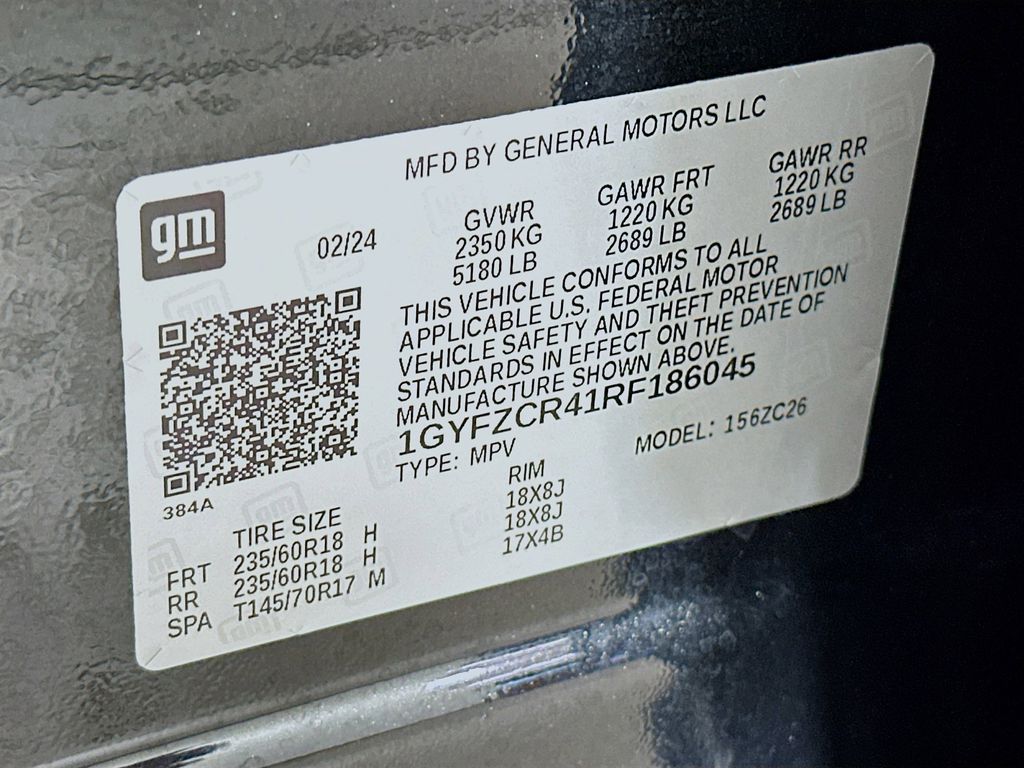 MFD BY GENERAL MOTORS LLC
gm
02/24
GVWR
2350 KG
5180 LB
GAWR FRT
1220 KG
2689 LB
GAWR RR
1220 KG
2689 LB
THIS VEHICLE CONFORMS TO ALL
APPLICABLE U.S. FEDERAL MOTOR
VEHICLE SAFETY AND THEFT PREVENTION
STANDARDS IN EFFECT ON THE DATE OF
MANUFACTURE SHOWN ABOVE.
1GYFZCR41RF186045
TYPE: MPV
MODEL: 156ZC26
384A
TIRE SIZE RIM
FRT 235/60R18 H 18X8J
RR 235/60R18 H 18X8J
SPA T145/70R17 M 17X4B